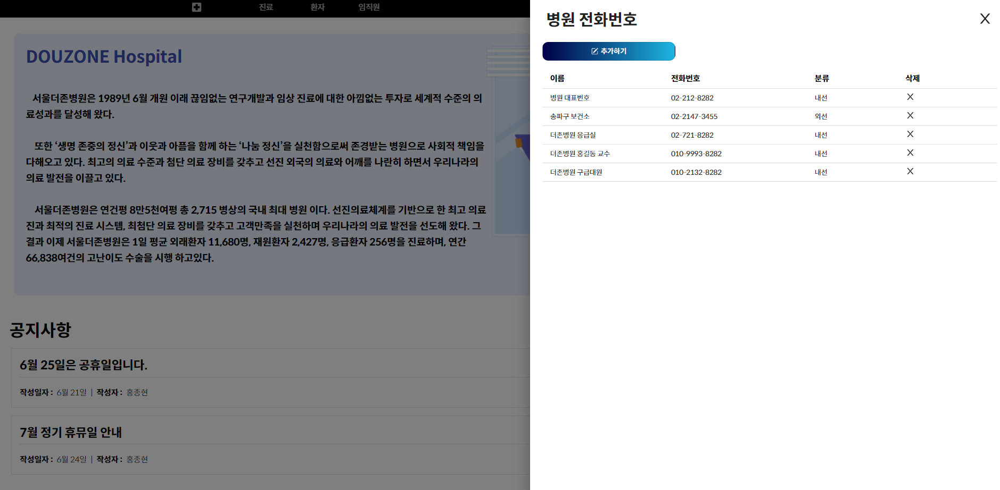 진료 환자 임직원
DOUZONE Hospital
서울더존병원은 1989년 6월 개원 이래 끊임없는 연구개발과 임상 진료에 대한 아낌없는 투자로 세계적 수준의 의
료성과를 달성해 왔다.
또한 ‘생명 존중의 정신’과 이웃과 아픔을 함께 하는 ‘나눔 정신’을 실천함으로써 존경받는 병원으로 사회적 책임을
다해오고 있다. 최고의 의료 수준과 첨단 의료 장비를 갖추고 선진 외국의 의료와 어깨를 나란히 하면서 우리나라의
의료 발전을 이끌고 있다.
서울더존병원은 연건평 8만5천여평 총 2,715 병상의 국내 최대 병원 이다. 선진의료체계를 기반으로 한 최고 의료
진과 최적의 진료 시스템, 최첨단 의료 장비를 갖추고 고객만족을 실천하며 우리나라의 의료 발전을 선도해 왔다. 그
결과 이제 서울더존병원은 1일 평균 외래환자 11,680명, 재원환자 2,427명, 응급환자 256명을 진료하며, 연간
66,838여건의 고난이도 수술을 시행 하고있다.
공지사항
6월 25일은 공휴일입니다.
작성일자 : 6월 21일 | 작성자 : 홍종현
7월 정기 휴뮤일 안내
작성일자 : 6월 24일 | 작성자 : 홍종현
병원 전화번호 X
추가하기
이름 전화번호 분류 삭제
병원 대표번호 02-212-8282 내선 X
송파구 보건소 02-2147-3455 외선 X
더존병원 응급실 02-721-8282 내선 X
더존병원 홍길동 교수 010-9993-8282 내선 X
더존병원 구급대원 010-2132-8282 내선 X